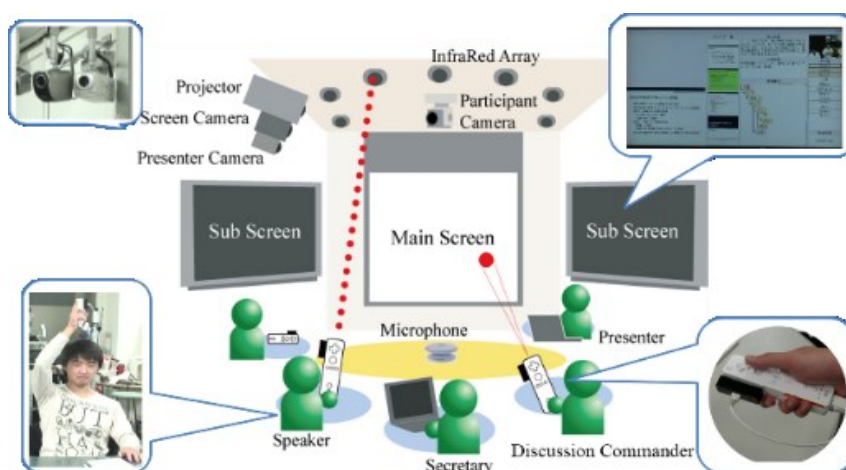 InfraRed Array
Projector
Participant
Camera
Screen Camera
Presenter Camera
Sub Screen
Main Screen
Sub Screen
Microphone
Presenter
Speaker
Secretary
Discussion Commander